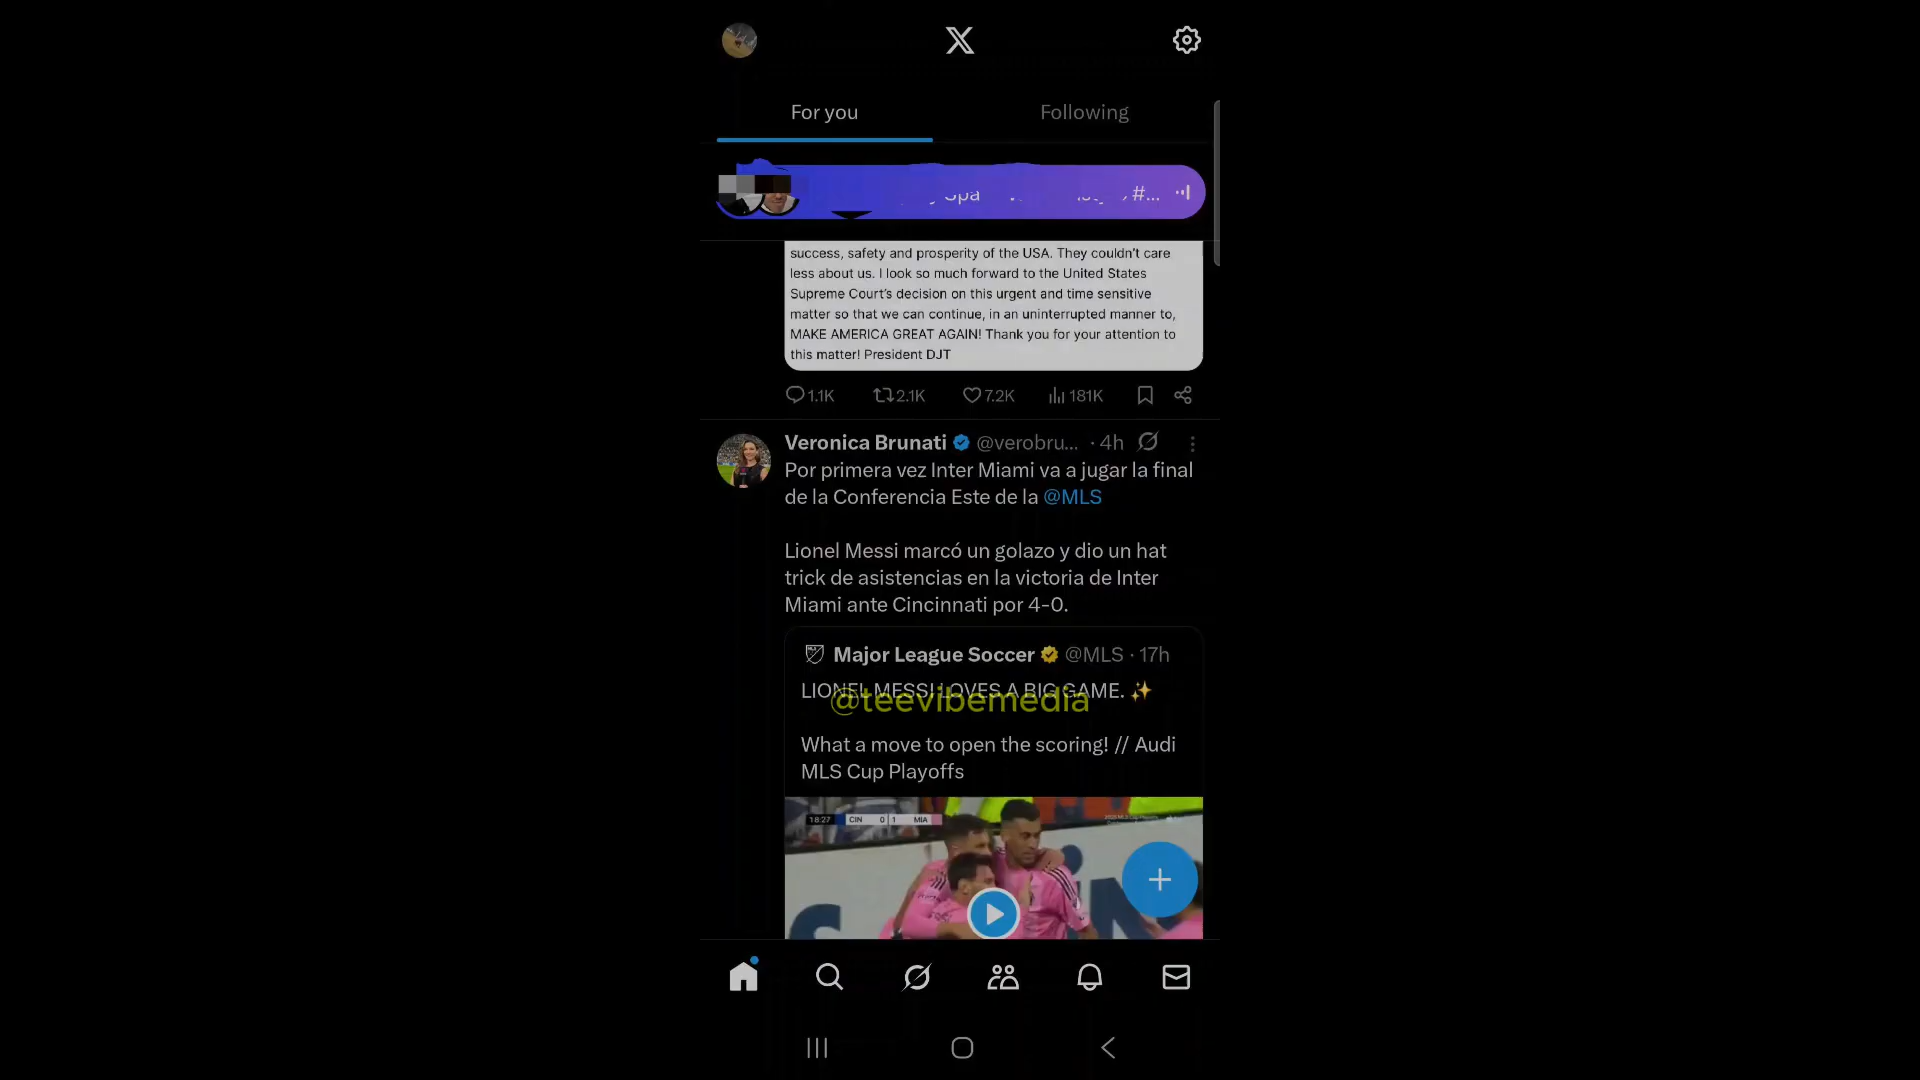 For you
Following
#...
success, safety and prosperity of the USA. They couldn't care
less about us. I look so much forward to the United States
Supreme Court's decision on this urgent and time sensitive
matter so that we can continue, in an uninterrupted manner to,
MAKE AMERICA GREAT AGAIN! Thank you for your attention to
this matter! President DJT
1.1K 2.1K 7.2K 181K
Veronica Brunati @verobru... · 4h
Por primera vez Inter Miami va a jugar la final
de la Conferencia Este de la @MLS
Lionel Messi marcó un golazo y dio un hat
trick de asistencias en la victoria de Inter
Miami ante Cincinnati por 4-0.
Major League Soccer @MLS · 17h
LIONEL MESSI LOVES A BIG GAME. ✨
@teevibemedia
What a move to open the scoring! // Audi
MLS Cup Playoffs
18:27 CIN 0 1 MIA